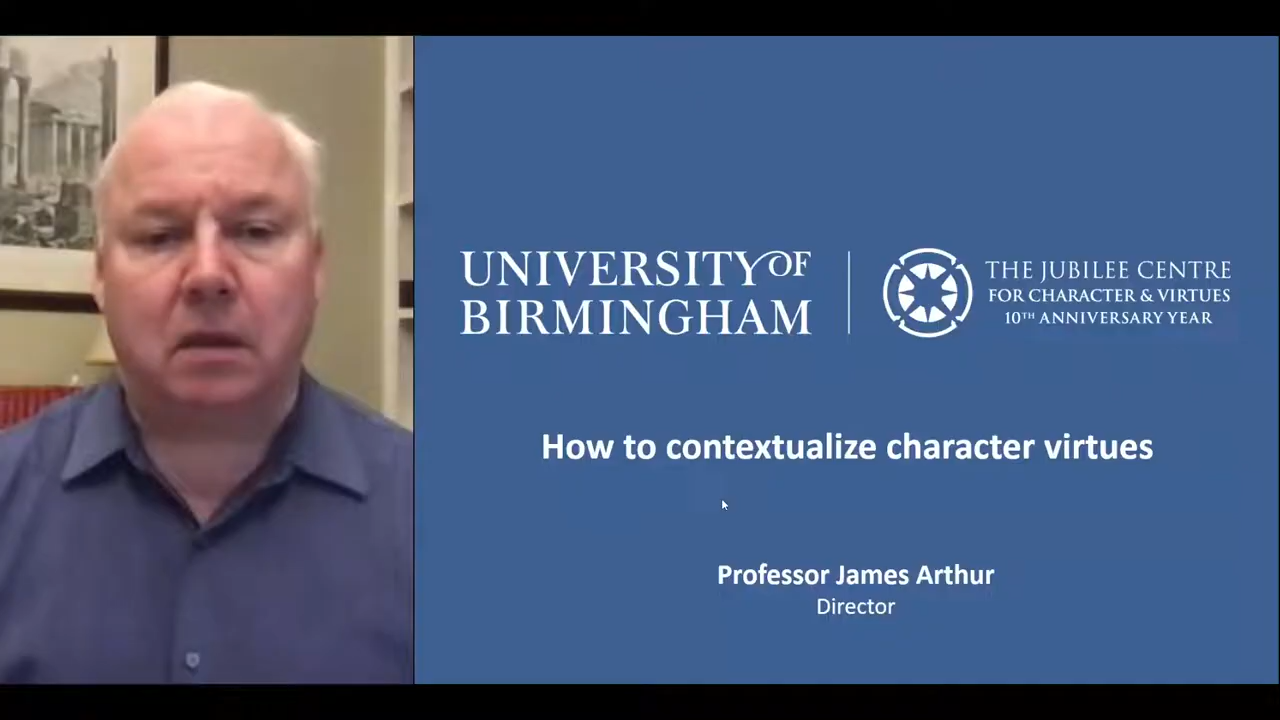 UNIVERSITY OF
BIRMINGHAM
THE JUBILEE CENTRE
FOR CHARACTER & VIRTUES
10TH ANNIVERSARY YEAR
How to contextualize character virtues
Professor James Arthur
Director